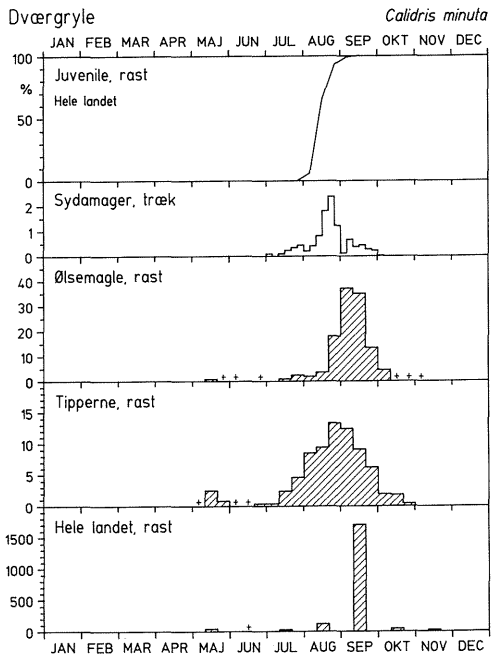 Dværgryle Calidris minuta
JAN FEB MAR APR MAJ JUN JUL AUG SEP OKT NOV DEC
100
%
50
0
Juvenile, rast
Hele landet
Sydamager, træk
2
1
0
Ølsemagle, rast
40
30
20
10
0
+ + + + + +
Tipperne, rast
15
10
5
0
+ + +
Hele landet, rast
1500
1000
500
0
+
JAN FEB MAR APR MAJ JUN JUL AUG SEP OKT NOV DEC